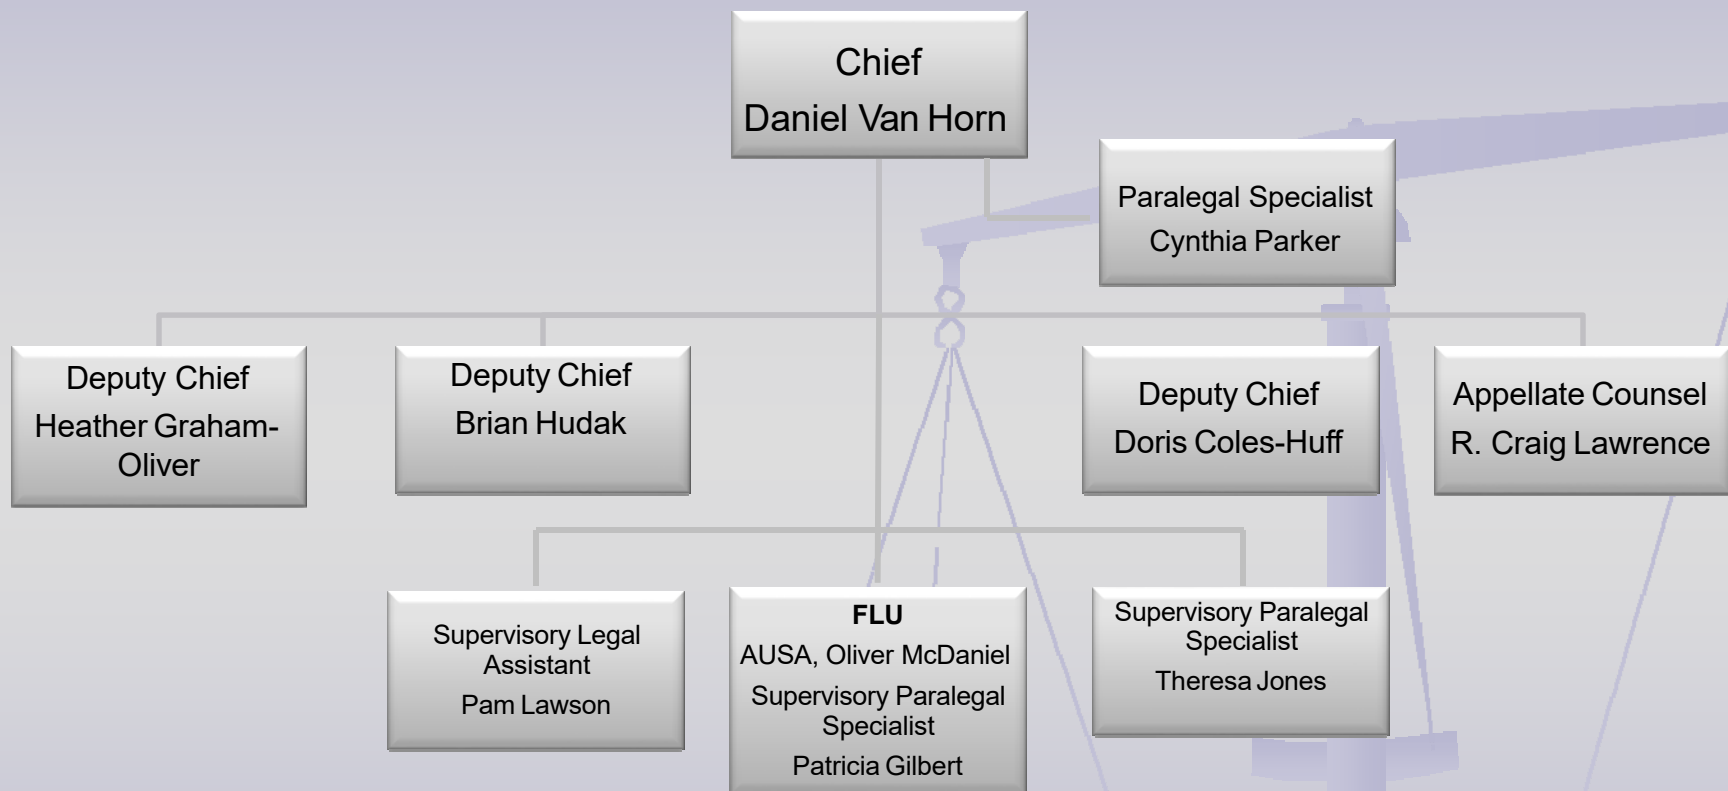 Chief
Daniel Van Horn
Paralegal Specialist
Cynthia Parker
Deputy Chief
Heather Graham-
Oliver
Deputy Chief
Brian Hudak
Deputy Chief
Doris Coles-Huff
Appellate Counsel
R. Craig Lawrence
Supervisory Legal
Assistant
Pam Lawson
FLU
AUSA, Oliver McDaniel
Supervisory Paralegal
Specialist
Patricia Gilbert
Supervisory Paralegal
Specialist
Theresa Jones